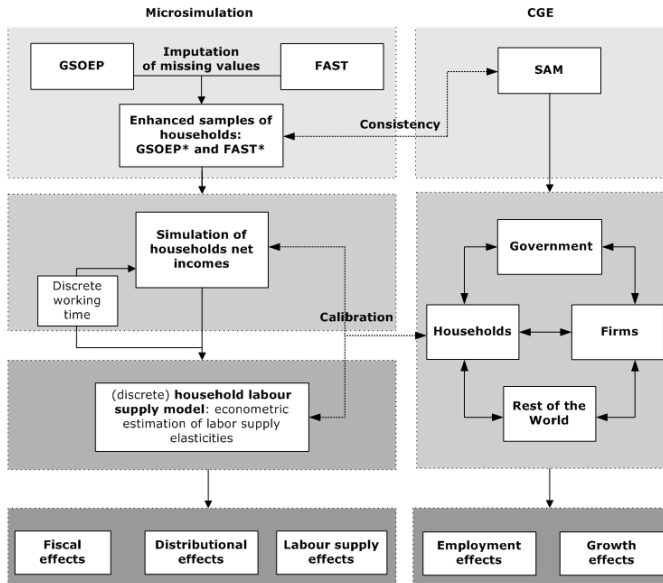 Microsimulation
CGE
GSOEP
Imputation
of missing values
FAST
SAM
Enhanced samples of
households:
GSOEP* and FAST*
Consistency
Simulation of
households net
incomes
Discrete
working
time
Government
Calibration
Households
Firms
(discrete) household labour
supply model: econometric
estimation of labor supply
elasticities
Rest of the
World
Fiscal
effects
Distributional
effects
Labour supply
effects
Employment
effects
Growth
effects